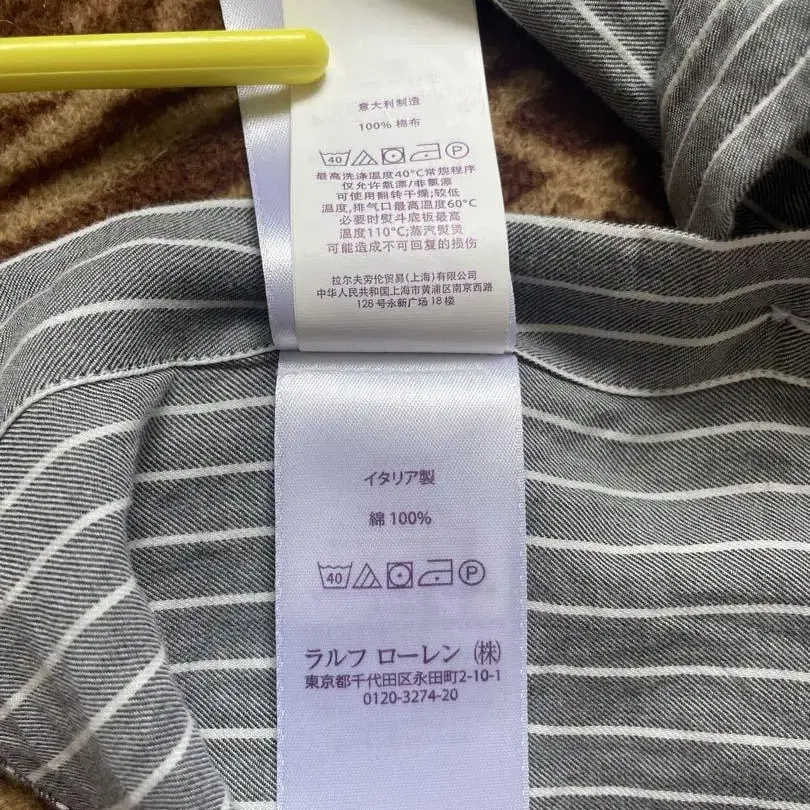 意大利制造
100% 棉布
40 P
最高洗涤温度40°C常规程序
仅允许氧漂/非氯漂
可使用翻转干燥;较低
温度,排气口最高温度60°C
必要时熨斗底板最高
温度110°C;蒸汽熨烫
可能造成不可回复的损伤
拉尔夫劳伦贸易(上海)有限公司
中华人民共和国上海市黄浦区南京西路
128 号永新广场 18 楼
イタリア製
綿 100%
40 P
ラルフ ローレン (株)
東京都千代田区永田町2-10-1
0120-3274-20